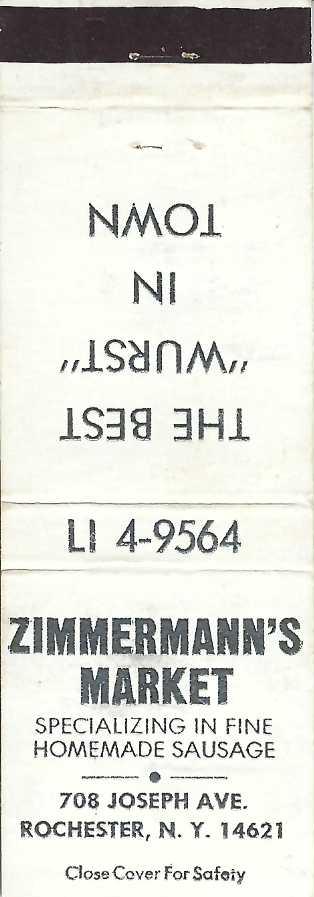 THE BEST
"WURST"
IN
TOWN
LI 4-9564
ZIMMERMANN'S
MARKET
SPECIALIZING IN FINE
HOMEMADE SAUSAGE
708 JOSEPH AVE.
ROCHESTER, N. Y. 14621
Close Cover For Safety